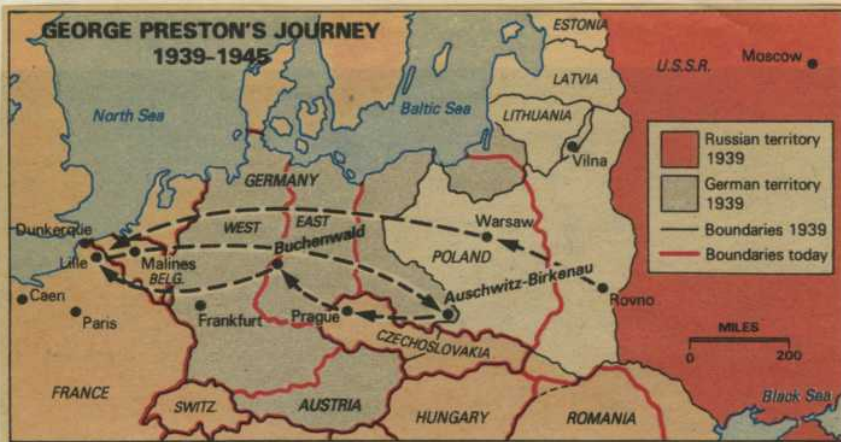 GEORGE PRESTON'S JOURNEY
1939–1945
ESTONIA
LATVIA
LITHUANIA
U.S.S.R.
Moscow
North Sea
Baltic Sea
Vilna
Russian territory
1939
German territory
1939
Boundaries 1939
Boundaries today
GERMANY
WEST
EAST
Dunkerque
Lille
Malines
BELG.
Buchenwald
Warsaw
POLAND
Auschwitz-Birkenau
Rovno
Caen
Paris
Frankfurt
Prague
CZECHOSLOVAKIA
MILES
0
200
FRANCE
SWITZ.
AUSTRIA
HUNGARY
ROMANIA
Black Sea